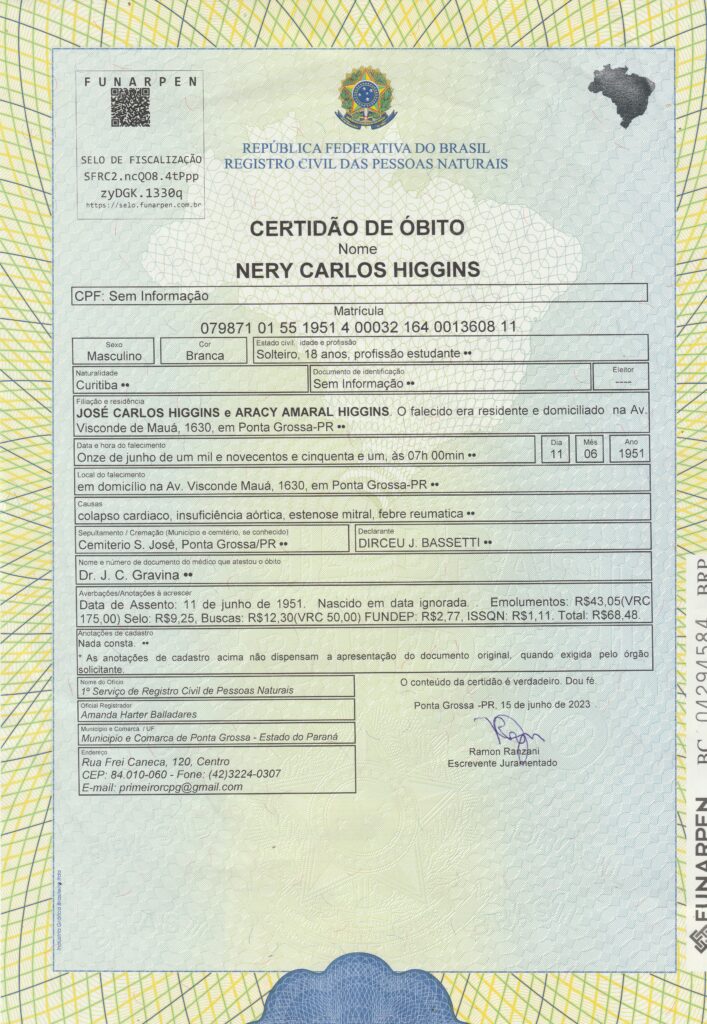 FUNARPEN
SELO DE FISCALIZAÇÃO
SFRC2.ncQO8.4tPpp
zyDGK.1330q
https://selo.funarpen.com.br
REPÚBLICA FEDERATIVA DO BRASIL
REGISTRO CIVIL DAS PESSOAS NATURAIS
CERTIDÃO DE ÓBITO
Nome
NERY CARLOS HIGGINS
CPF: Sem Informação
Matrícula
079871 01 55 1951 4 00032 164 0013608 11
Sexo
Masculino
Cor
Branca
Estado civil, idade e profissão
Solteiro, 18 anos, profissão estudante ••
Naturalidade
Curitiba ••
Documento de identificação
Sem Informação ••
Eleitor
----
Filiação e residência
JOSÉ CARLOS HIGGINS e ARACY AMARAL HIGGINS. O falecido era residente e domiciliado na Av.
Visconde de Mauá, 1630, em Ponta Grossa-PR ••
Data e hora do falecimento
Onze de junho de um mil e novecentos e cinquenta e um, às 07h 00min ••
Dia
11
Mês
06
Ano
1951
Local do falecimento
em domicílio na Av. Visconde Mauá, 1630, em Ponta Grossa-PR ••
Causas
colapso cardiaco, insuficiência aórtica, estenose mitral, febre reumatica ••
Sepultamento / Cremação (Municipio e cemitério, se conhecido)
Cemiterio S. José, Ponta Grossa/PR ••
Declarante
DIRCEU J. BASSETTI ••
Nome e número de documento do médico que atestou o óbito
Dr. J. C. Gravina ••
Averbações/Anotações à acrescer
Data de Assento: 11 de junho de 1951. Nascido em data ignorada. Emolumentos: R$43,05(VRC
175,00) Selo: R$9,25, Buscas: R$12,30(VRC 50,00) FUNDEP: R$2,77, ISSQN: R$1,11. Total: R$68,48.
Anotações de cadastro
Nada consta. ••
* As anotações de cadastro acima não dispensam a apresentação do documento original, quando exigida pelo órgão
solicitante.
Nome do Ofício
1º Serviço de Registro Civil de Pessoas Naturais
Oficial Registrador
Amanda Harter Balladares
Município e Comarca / UF
Município e Comarca de Ponta Grossa - Estado do Paraná
Endereço
Rua Frei Caneca, 120, Centro
CEP: 84.010-060 - Fone: (42)3224-0307
E-mail: primeirorcpg@gmail.com
O conteúdo da certidão é verdadeiro. Dou fé.
Ponta Grossa -PR, 15 de junho de 2023
Ramon Ranzani
Escrevente Juramentado
FUNARPEN BC 04294584 BRP